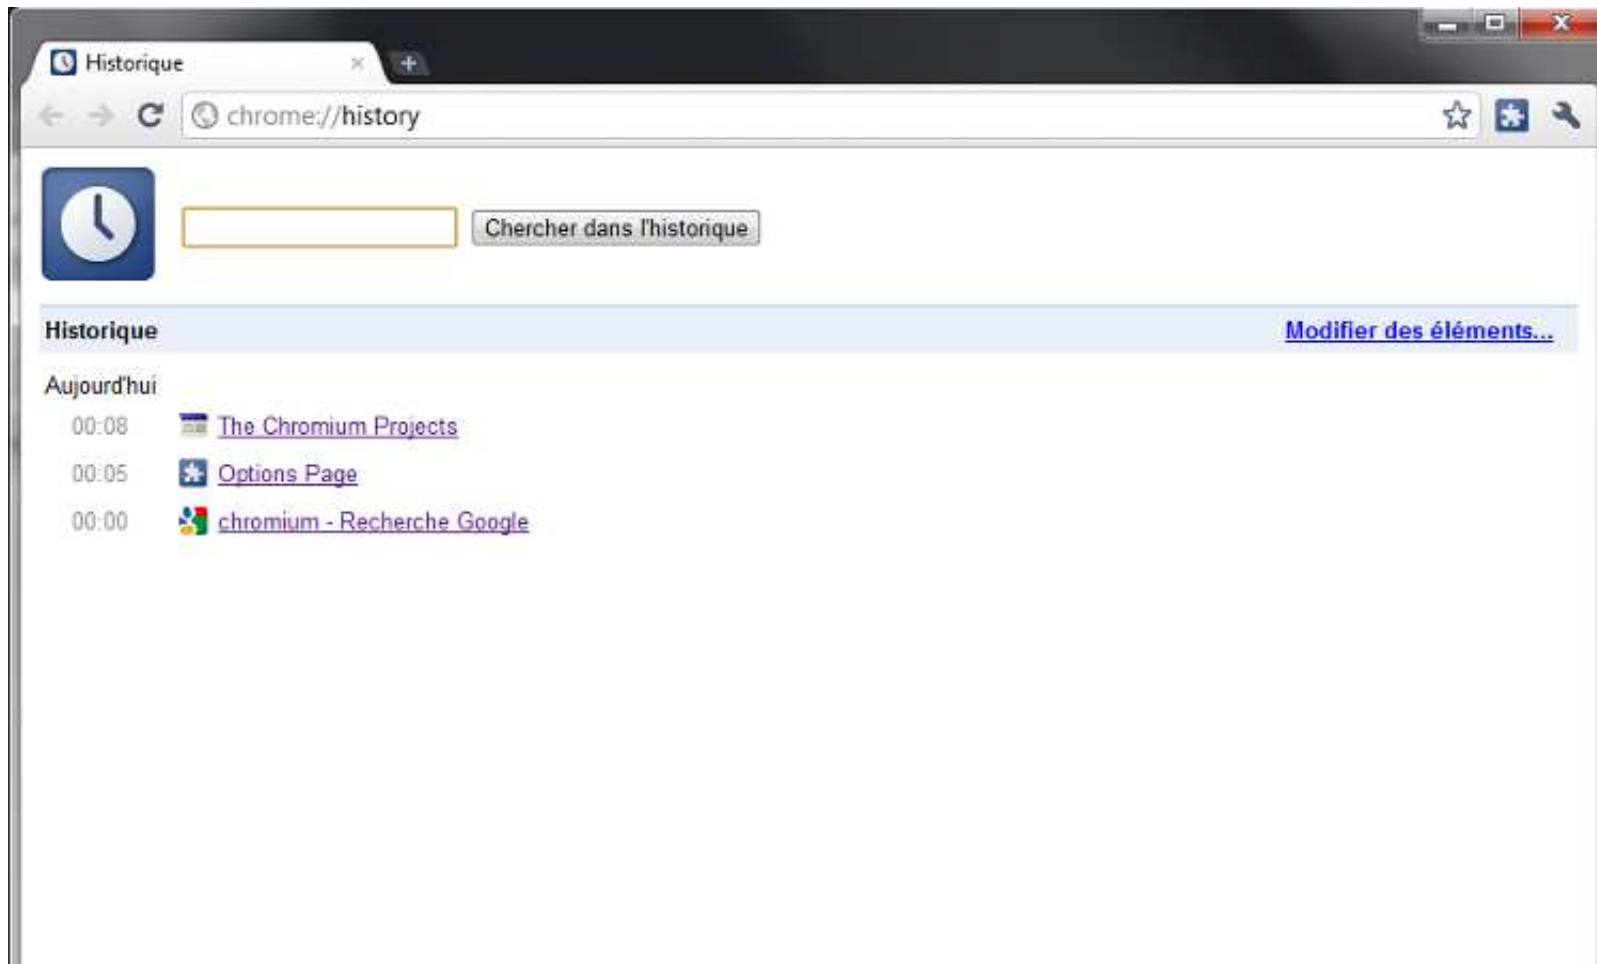 Historique
chrome://history
Chercher dans l'historique
Historique Modifier des éléments...
Aujourd'hui
00:08 The Chromium Projects
00:05 Options Page
00:00 chromium - Recherche Google